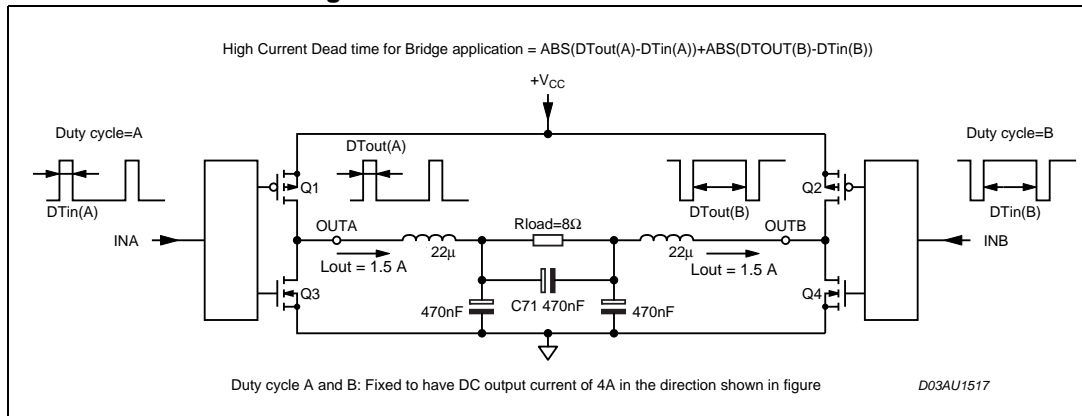 High Current Dead time for Bridge application = ABS(DTout(A)-DTin(A))+ABS(DTOUT(B)-DTin(B))
+VCC
Duty cycle=A
Duty cycle=B
DTout(A)
Q1
Q2
DTin(A)
DTout(B)
DTin(B)
OUTA
Rload=8Ω
OUTB
INA
INB
22μ
22μ
Lout = 1.5 A
Lout = 1.5 A
Q3
Q4
470nF
C71 470nF
470nF
Duty cycle A and B: Fixed to have DC output current of 4A in the direction shown in figure
D03AU1517